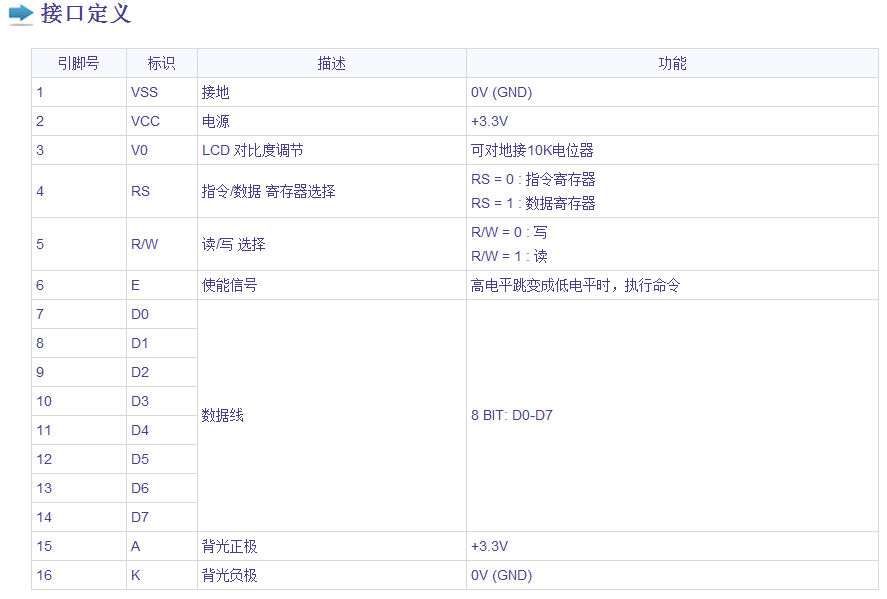 接口定义
引脚号 标识 描述 功能
1 VSS 接地 0V (GND)
2 VCC 电源 +3.3V
3 V0 LCD 对比度调节 可对地接10K电位器
4 RS 指令/数据 寄存器选择 RS = 0 : 指令寄存器
RS = 1 : 数据寄存器
5 R/W 读/写 选择 R/W = 0 : 写
R/W = 1 : 读
6 E 使能信号 高电平跳变成低电平时，执行命令
7 D0
8 D1
9 D2
10 D3
数据线 8 BIT: D0-D7
11 D4
12 D5
13 D6
14 D7
15 A 背光正极 +3.3V
16 K 背光负极 0V (GND)